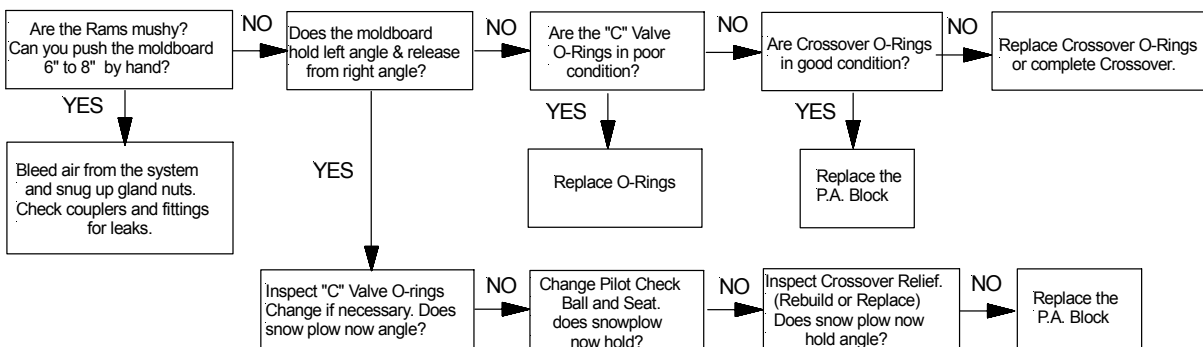 Are the Rams mushy?
Can you push the moldboard
6" to 8" by hand?
NO
Does the moldboard
hold left angle & release
from right angle?
NO
Are the "C" Valve
O-Rings in poor
condition?
NO
Are Crossover O-Rings
in good condition?
NO
Replace Crossover O-Rings
or complete Crossover.
YES
Bleed air from the system
and snug up gland nuts.
Check couplers and fittings
for leaks.
YES
YES
Replace O-Rings
YES
Replace the
P.A. Block
Inspect "C" Valve O-rings
Change if necessary. Does
snow plow now angle?
NO
Change Pilot Check
Ball and Seat.
does snowplow
now hold?
NO
Inspect Crossover Relief.
(Rebuild or Replace)
Does snow plow now
hold angle?
NO
Replace the
P.A. Block